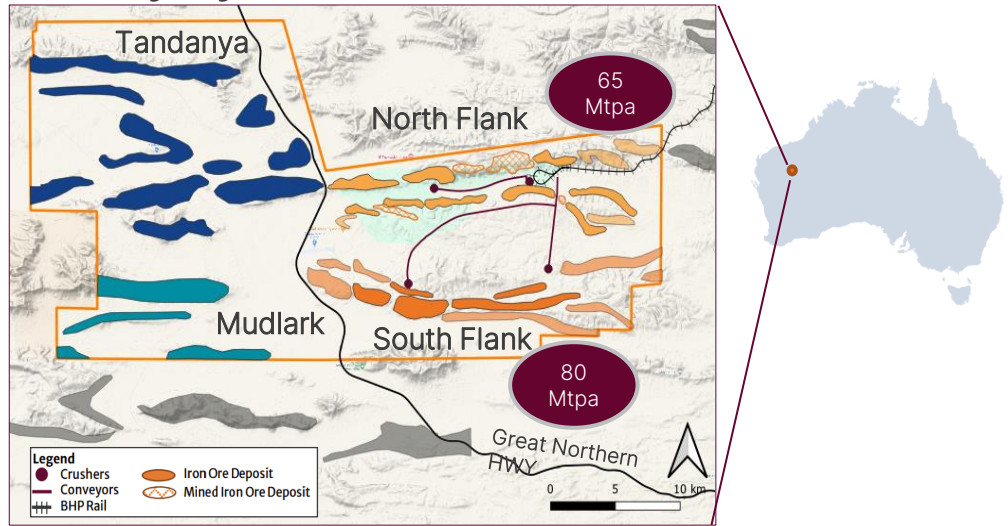 Tandanya
65
Mtpa
North Flank
Mudlark
South Flank
80
Mtpa
Great Northern
HWY
Legend
Crushers
Conveyors
BHP Rail
Iron Ore Deposit
Mined Iron Ore Deposit
0 5 10 km